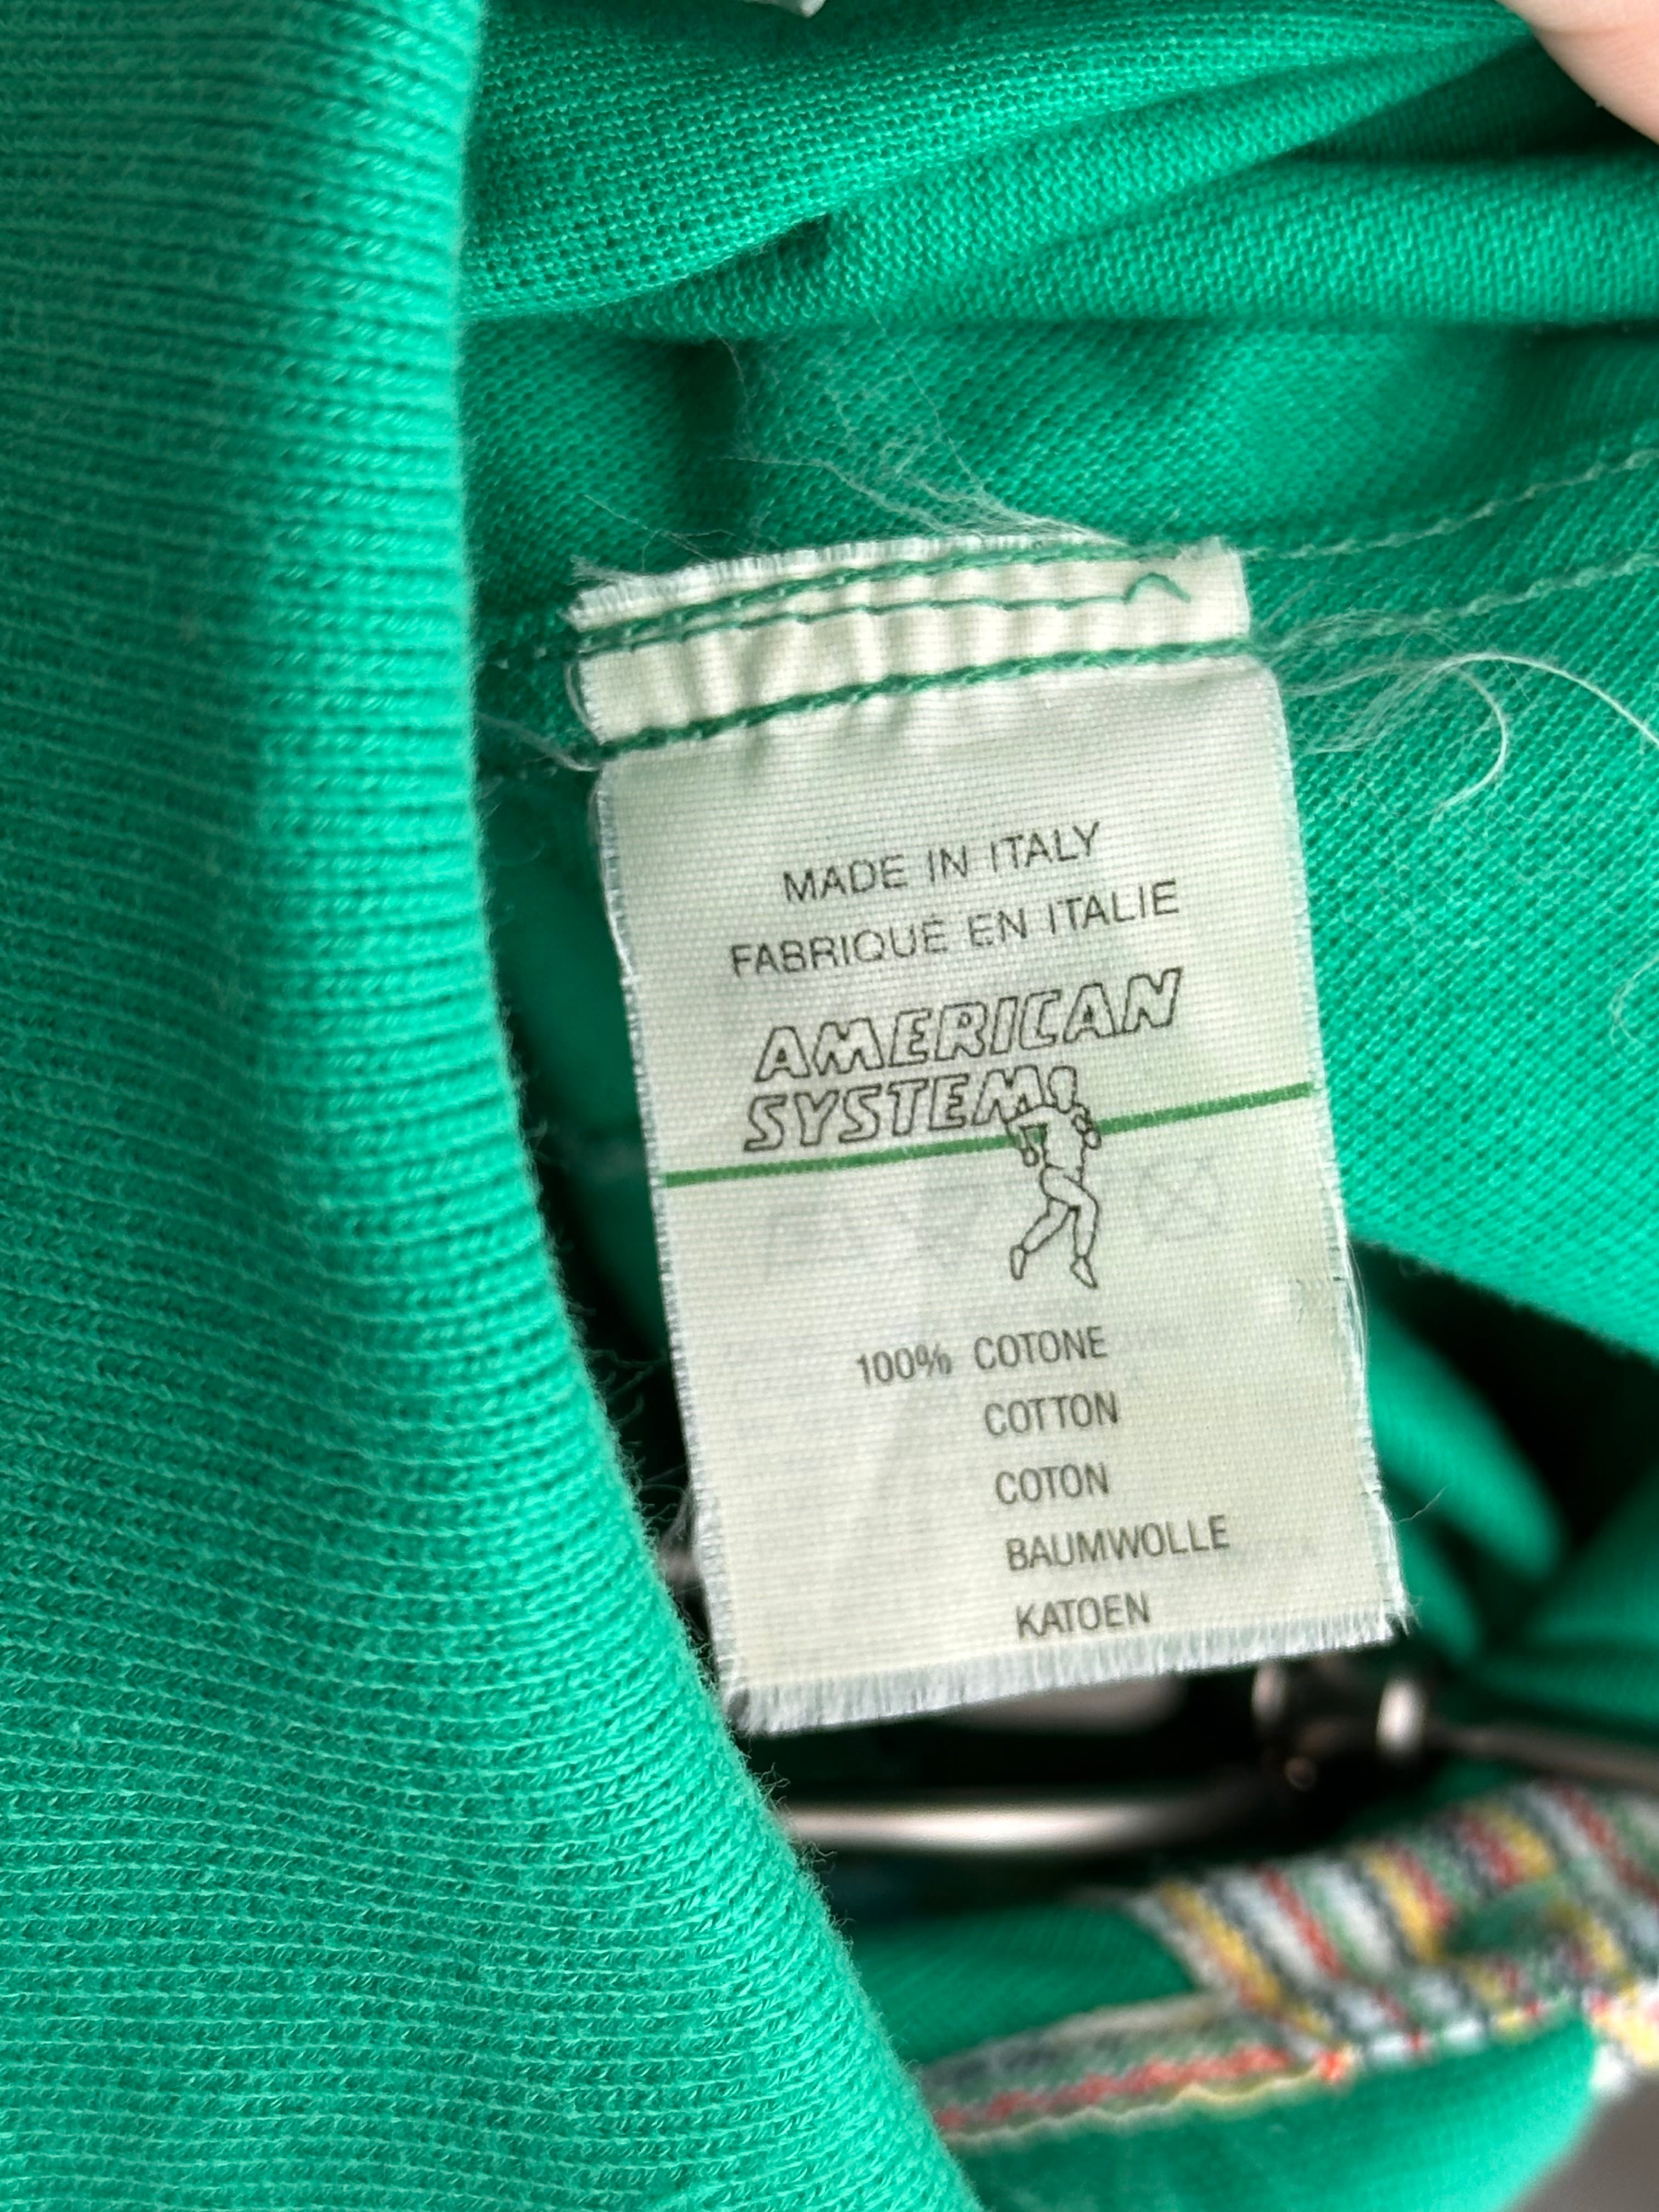 MADE IN ITALY
FABRIQUÉ EN ITALIE
AMERICAN
SYSTEM
100% COTONE
COTTON
COTON
BAUMWOLLE
KATOEN